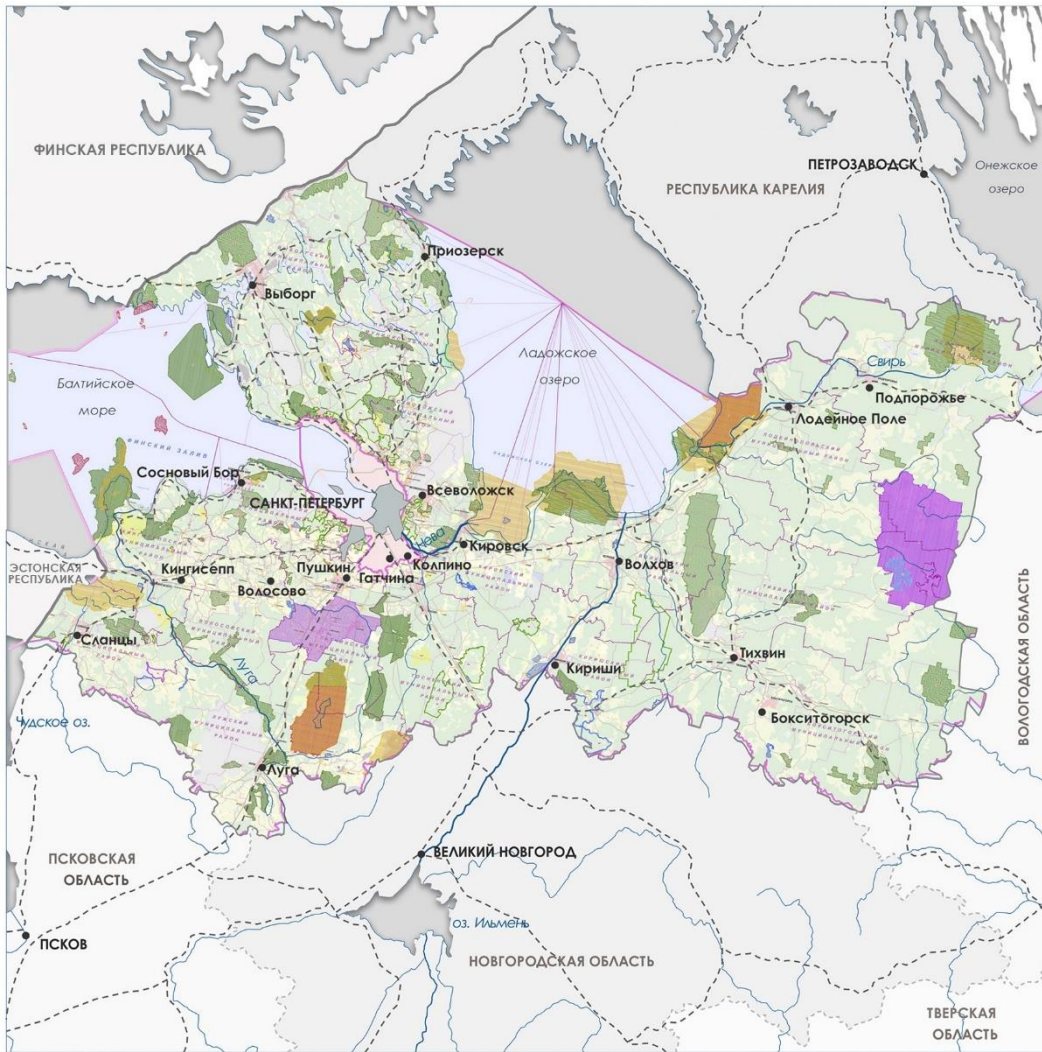 ФИНСКАЯ РЕСПУБЛИКА
РЕСПУБЛИКА КАРЕЛИЯ
ПЕТРОЗАВОДСК
Онежское
озеро
Приозерск
Выборг
Ладожское
озеро
Балтийское
море
Свирь
Подпорожье
Лодейное Поле
ФИНСКИЙ ЗАЛИВ
Сосновый Бор
САНКТ-ПЕТЕРБУРГ
Всеволожск
Нева
Кировск
Колпино
Пушкин
Гатчина
Волхов
ЭСТОНСКАЯ
РЕСПУБЛИКА
Кингисепп
Волосово
Сланцы
Луга
Тихвин
Кириши
Бокситогорск
ВОЛОГОДСКАЯ ОБЛАСТЬ
Чудское оз.
Луга
ПСКОВСКАЯ
ОБЛАСТЬ
ВЕЛИКИЙ НОВГОРОД
оз. Ильмень
ПСКОВ
НОВГОРОДСКАЯ ОБЛАСТЬ
ТВЕРСКАЯ
ОБЛАСТЬ